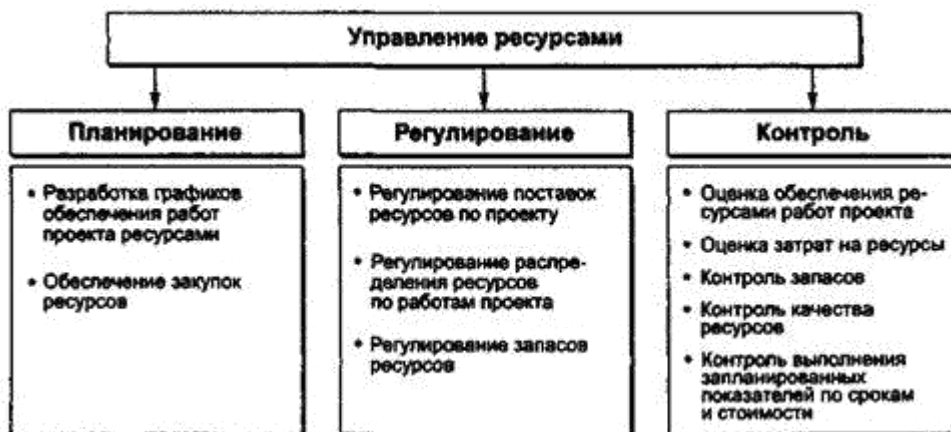 Управление ресурсами
Планирование
Регулирование
Контроль
• Разработка графиков
обеспечения работ
проекта ресурсами
• Обеспечение закупок
ресурсов
• Регулирование поставок
ресурсов по проекту
• Регулирование распре-
деления ресурсов
по работам проекта
• Регулирование запасов
ресурсов
• Оценка обеспечения ре-
сурсами работ проекта
• Оценка затрат на ресурсы
• Контроль запасов
• Контроль качества
ресурсов
• Контроль выполнения
запланированных
показателей по срокам
и стоимости